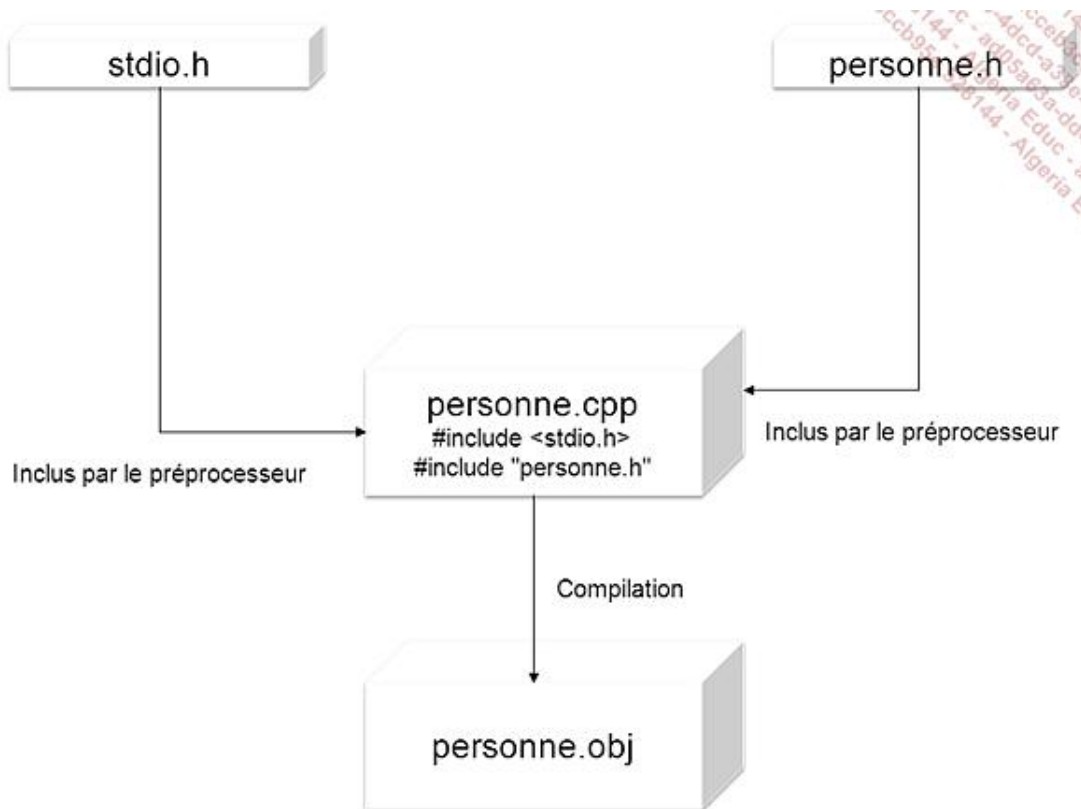 stdio.h
personne.h
personne.cpp
#include <stdio.h>
#include "personne.h"
Inclus par le préprocesseur
Inclus par le préprocesseur
Compilation
personne.obj